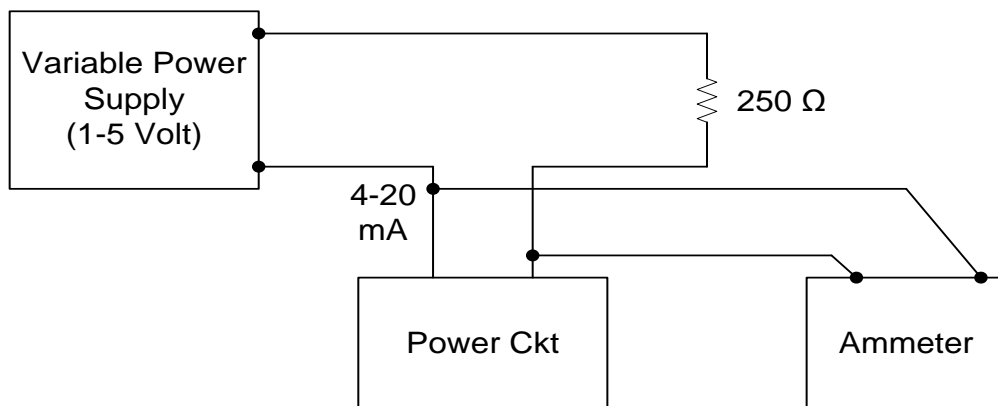 Variable Power
Supply
(1-5 Volt)
250 Ω
4-20
mA
Power Ckt
Ammeter